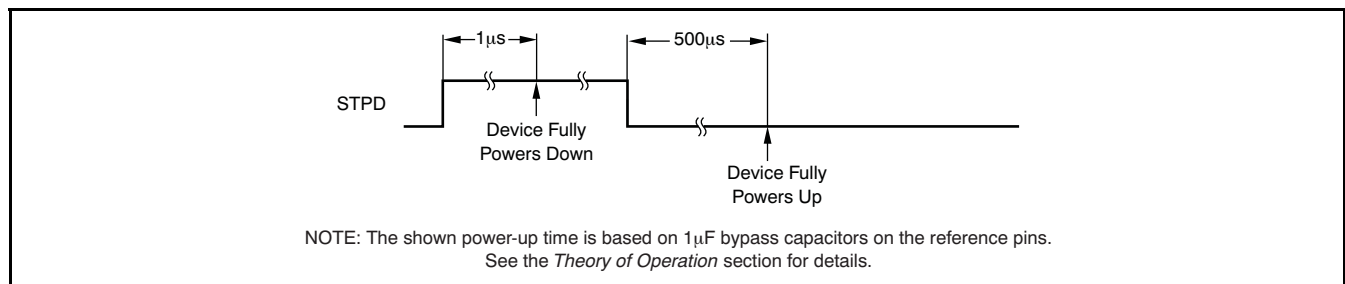 1μs
500μs
STPD
Device Fully
Powers Down
Device Fully
Powers Up
NOTE: The shown power-up time is based on 1μF bypass capacitors on the reference pins.
See the Theory of Operation section for details.